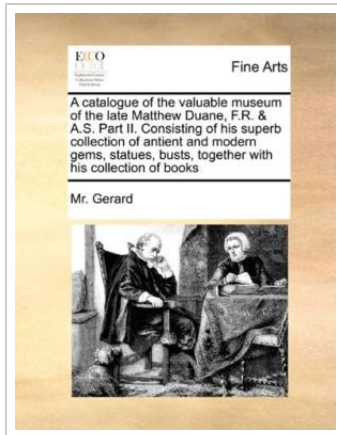 ECCO
Fine Arts
A catalogue of the valuable museum
of the late Matthew Duane, F.R. &
A.S. Part II. Consisting of his superb
collection of antient and modern
gems, statues, busts, together with
his collection of books
Mr. Gerard